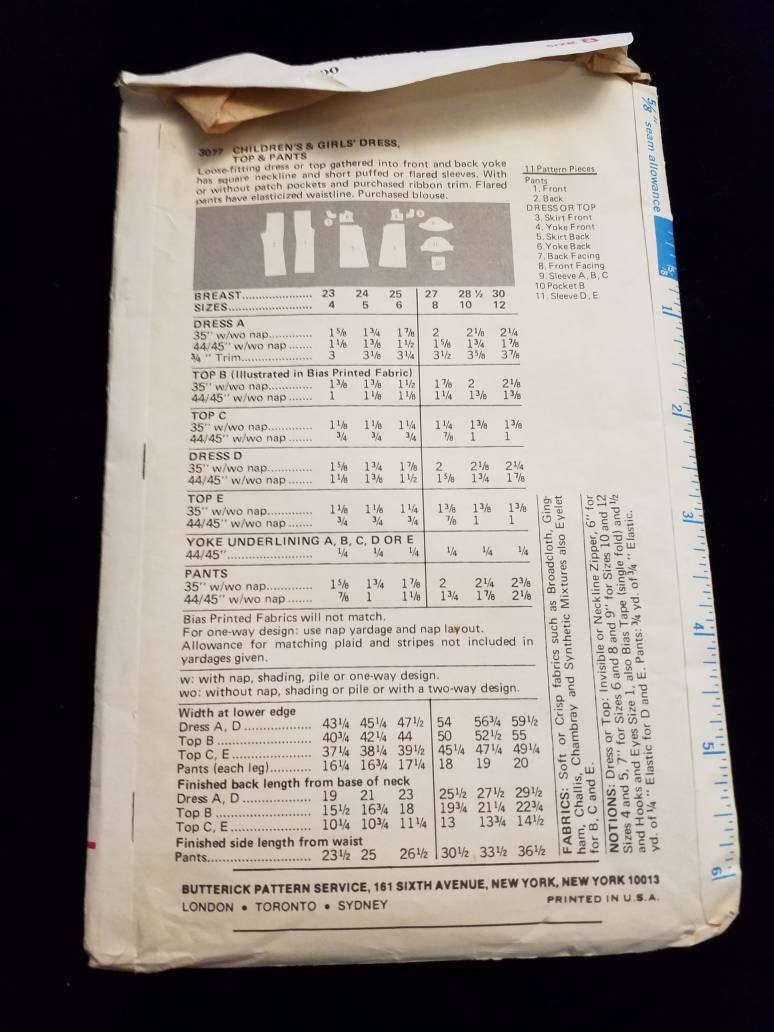 SIZE 8
3077 CHILDREN'S & GIRLS' DRESS,
TOP & PANTS
Loose-fitting dress or top gathered into front and back yoke
has square neckline and short puffed or flared sleeves. With
or without patch pockets and purchased ribbon trim. Flared
pants have elasticized waistline. Purchased blouse.
11 Pattern Pieces
Pants
1. Front
2. Back
DRESS OR TOP
3. Skirt Front
4. Yoke Front
5. Skirt Back
6. Yoke Back
7. Back Facing
8. Front Facing
9. Sleeve A, B, C
10 Pocket B
11. Sleeve D, E
BREAST...................... 23 24 25 27 28 ½ 30
SIZES.......................... 4 5 6 8 10 12
DRESS A
35" w/wo nap............. 1⅝ 1¾ 1⅞ 2 2⅛ 2¼
44/45" w/wo nap ....... 1⅛ 1⅜ 1½ 1⅝ 1¾ 1⅞
¾ " Trim...................... 3 3⅛ 3¼ 3½ 3⅝ 3⅞
TOP B (Illustrated in Bias Printed Fabric)
35" w/wo nap............. 1⅜ 1⅜ 1½ 1⅞ 2 2⅛
44/45" w/wo nap ....... 1 1⅛ 1⅛ 1¼ 1⅜ 1⅜
TOP C
35" w/wo nap............. 1⅛ 1⅛ 1¼ 1¼ 1⅜ 1⅜
44/45" w/wo nap ....... ¾ ¾ ¾ ⅞ 1 1
DRESS D
35" w/wo nap............. 1⅝ 1¾ 1⅞ 2 2⅛ 2¼
44/45" w/wo nap ....... 1⅛ 1⅜ 1½ 1⅝ 1¾ 1⅞
TOP E
35" w/wo nap............. 1⅛ 1⅛ 1¼ 1⅜ 1⅜ 1⅜
44/45" w/wo nap ....... ¾ ¾ ¾ ⅞ 1 1
YOKE UNDERLINING A, B, C, D OR E
44/45"......................... ¼ ¼ ¼ ¼ ¼ ¼
PANTS
35" w/wo nap............. 1⅝ 1¾ 1⅞ 2 2¼ 2⅜
44/45" w/wo nap ....... ⅞ 1 1⅛ 1¾ 1⅞ 2⅛
Bias Printed Fabrics will not match.
For one-way design: use nap yardage and nap layout.
Allowance for matching plaid and stripes not included in
yardages given.
w: with nap, shading, pile or one-way design.
wo: without nap, shading or pile or with a two-way design.
Width at lower edge
Dress A, D ................. 43¼ 45¼ 47½ 54 56¾ 59½
Top B ........................ 40¾ 42¼ 44 50 52½ 55
Top C, E .................... 37¼ 38¼ 39½ 45¼ 47¼ 49¼
Pants (each leg).......... 16¼ 16¾ 17¼ 18 19 20
Finished back length from base of neck
Dress A, D ................. 19 21 23 25½ 27½ 29½
Top B ........................ 15½ 16¾ 18 19¾ 21¼ 22¾
Top C, E .................... 10¼ 10¾ 11¼ 13 13¾ 14½
Finished side length from waist
Pants.......................... 23½ 25 26½ 30½ 33½ 36½
FABRICS: Soft or Crisp fabrics such as Broadcloth, Ging-
ham, Challis, Chambray and Synthetic Mixtures also Eyelet
for B, C and E.
NOTIONS: Dress or Top: Invisible or Neckline Zipper, 6" for
Sizes 4 and 5, 7" for Sizes 6 and 8 and 9" for Sizes 10 and 12
and Hooks and Eyes Size 1, also Bias Tape (single fold) and ½
yd. of ¼ " Elastic for D and E. Pants: ¾ yd. of ¾ " Elastic.
BUTTERICK PATTERN SERVICE, 161 SIXTH AVENUE, NEW YORK, NEW YORK 10013
LONDON • TORONTO • SYDNEY PRINTED IN U.S.A.
⅝" seam allowance
⅝
1
2
3
4
5
6